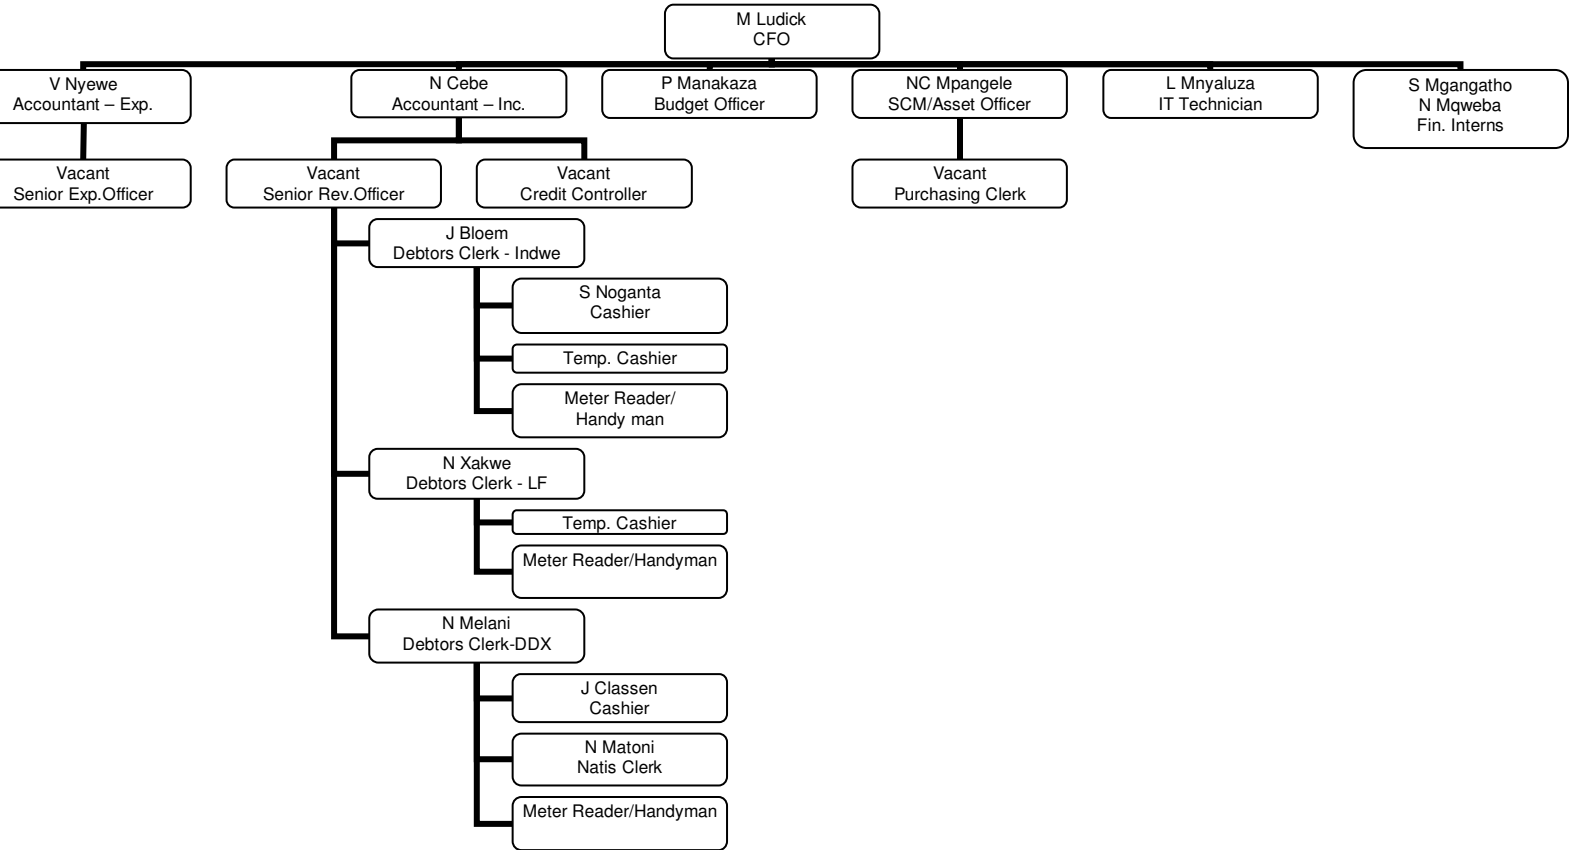 M Ludick
CFO
V Nyewe
Accountant – Exp.
N Cebe
Accountant – Inc.
P Manakaza
Budget Officer
NC Mpangele
SCM/Asset Officer
L Mnyaluza
IT Technician
S Mgangatho
N Mqweba
Fin. Interns
Vacant
Senior Exp.Officer
Vacant
Senior Rev.Officer
Vacant
Credit Controller
Vacant
Purchasing Clerk
J Bloem
Debtors Clerk - Indwe
S Noganta
Cashier
Temp. Cashier
Meter Reader/
Handy man
N Xakwe
Debtors Clerk - LF
Temp. Cashier
Meter Reader/Handyman
N Melani
Debtors Clerk-DDX
J Classen
Cashier
N Matoni
Natis Clerk
Meter Reader/Handyman